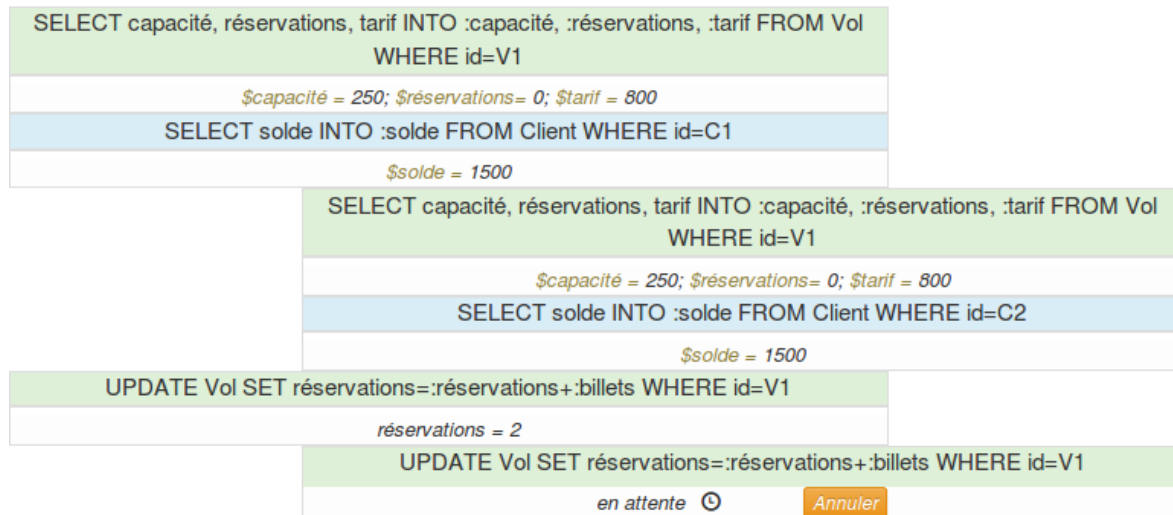 SELECT capacité, réservations, tarif INTO :capacité, :réservations, :tarif FROM Vol
WHERE id=V1
$capacité = 250; $réservations= 0; $tarif = 800
SELECT solde INTO :solde FROM Client WHERE id=C1
$solde = 1500
SELECT capacité, réservations, tarif INTO :capacité, :réservations, :tarif FROM Vol
WHERE id=V1
$capacité = 250; $réservations= 0; $tarif = 800
SELECT solde INTO :solde FROM Client WHERE id=C2
$solde = 1500
UPDATE Vol SET réservations=:réservations+:billets WHERE id=V1
réservations = 2
UPDATE Vol SET réservations=:réservations+:billets WHERE id=V1
en attente Annuler